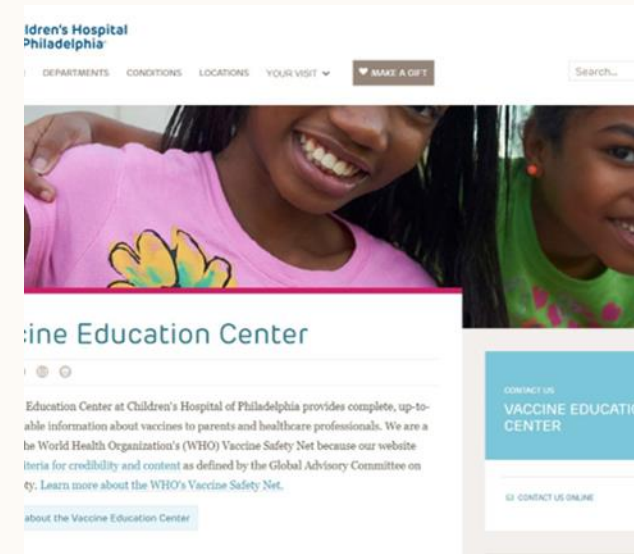 ldren's Hospital
Philadelphia
DEPARTMENTS CONDITIONS LOCATIONS YOUR VISIT MAKE A GIFT
Search...
cine Education Center
Education Center at Children's Hospital of Philadelphia provides complete, up-to-
able information about vaccines to parents and healthcare professionals. We are a
he World Health Organization's (WHO) Vaccine Safety Net because our website
iteria for credibility and content as defined by the Global Advisory Committee on
ty. Learn more about the WHO's Vaccine Safety Net.
about the Vaccine Education Center
CONTACT US
VACCINE EDUCATIO
CENTER
CONTACT US ONLINE